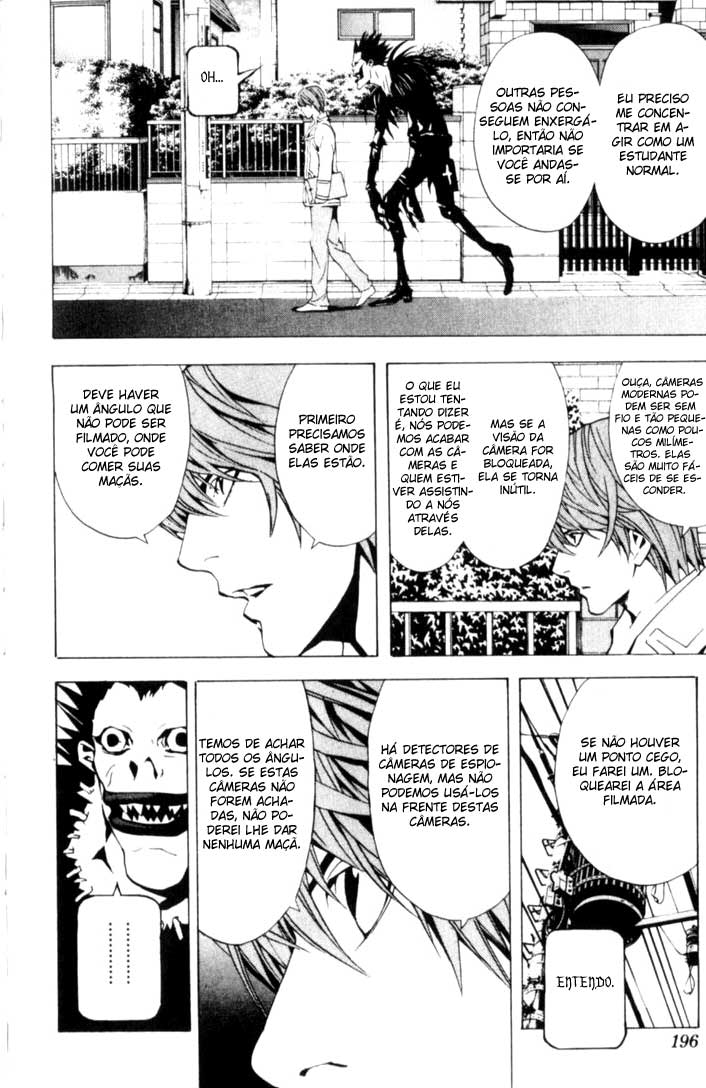 EU PRECISO
ME CONCEN-
TRAR EM A-
GIR COMO UM
ESTUDANTE
NORMAL.
OUTRAS PES-
SOAS NÃO CON-
SEGUEM ENXERGÁ-
LO, ENTÃO NÃO
IMPORTARIA SE
VOCÊ ANDAS-
SE POR AÍ.
OH...
OUÇA, CÂMERAS
MODERNAS PO-
DEM SER SEM
FIO E TÃO PEQUE-
NAS COMO POU-
COS MILÍME-
TROS. ELAS
SÃO MUITO FÁ-
CEIS DE SE ES-
CONDER.
MAS SE A
VISÃO DA
CÂMERA FOR
BLOQUEADA,
ELA SE TORNA
INÚTIL.
O QUE EU
ESTOU TEN-
TANDO DIZER
É, NÓS PODE-
MOS ACABAR
COM AS CÂ-
MERAS E
QUEM ESTI-
VER ASSISTIN-
DO A NÓS
ATRAVÉS
DELAS.
PRIMEIRO
PRECISAMOS
SABER ONDE
ELAS ESTÃO.
DEVE HAVER
UM ÂNGULO QUE
NÃO PODE SER
FILMADO, ONDE
VOCÊ PODE
COMER SUAS
MAÇÃS.
SE NÃO HOUVER
UM PONTO CEGO,
EU FAREI UM. BLO-
QUEAREI A ÁREA
FILMADA.
ENTENDO.
HÁ DETECTORES
DE CÂMERAS DE ESPIO-
NAGEM, MAS NÃO
PODEMOS USÁ-LOS
NA FRENTE DESTAS
CÂMERAS.
TEMOS DE ACHAR
TODOS OS ÂNGU-
LOS. SE ESTAS
CÂMERAS NÃO
FOREM ACHA-
DAS, NÃO PO-
DEREI LHE DAR
NENHUMA MAÇÃ.
............
............
196